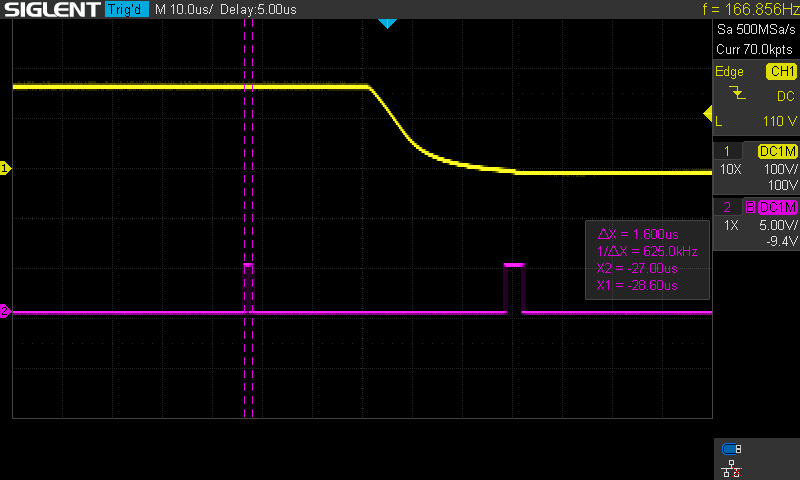 SIGLENT Trig'd M 10.0us/ Delay:5.00us f = 166.856Hz
Sa 500MSa/s
Curr 70.0kpts
Edge CH1
DC
L 110 V
1 DC1M
10X 100V/
100V
2 B DC1M
1X 5.00V/
-9.4V
1
2
ΔX = 1.600us
1/ΔX = 625.0kHz
X2 = -27.00us
X1 = -28.60us